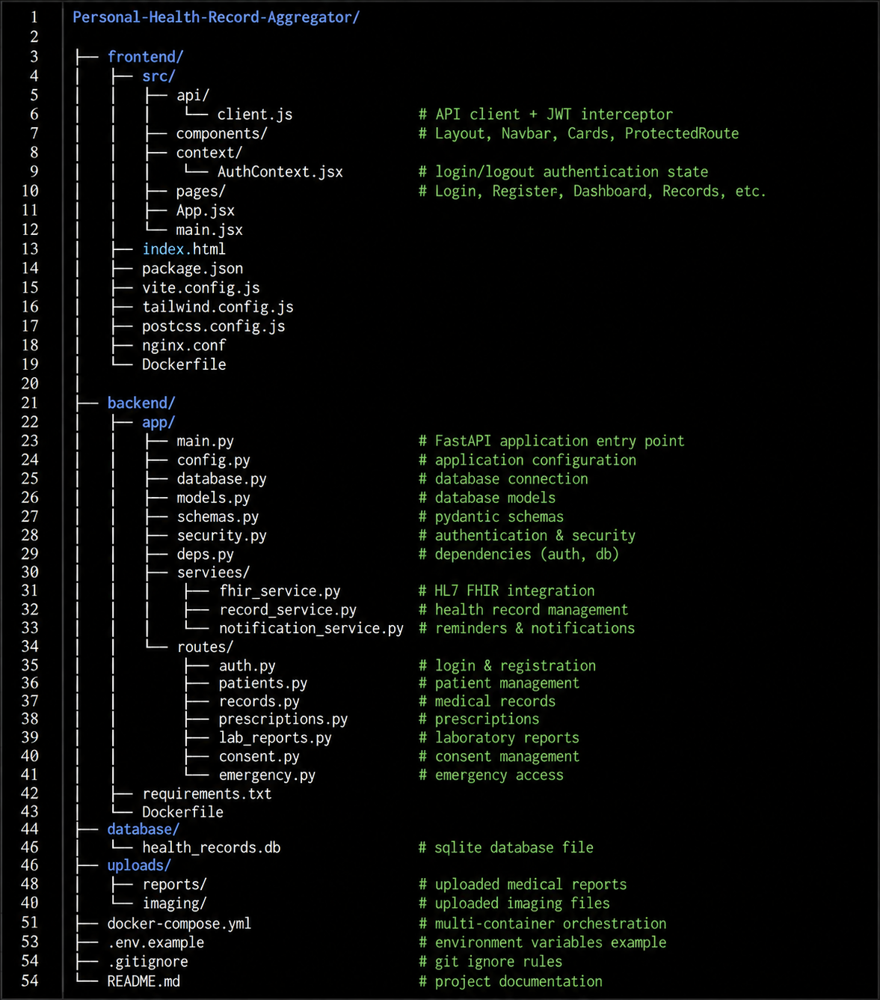 1 Personal-Health-Record-Aggregator/
2
3 ├── frontend/
4 │   ├── src/
5 │   │   ├── api/
6 │   │   │   └── client.js # API client + JWT interceptor
7 │   │   ├── components/ # Layout, Navbar, Cards, ProtectedRoute
8 │   │   ├── context/
9 │   │   │   └── AuthContext.jsx # login/logout authentication state
10 │   │   ├── pages/ # Login, Register, Dashboard, Records, etc.
11 │   │   ├── App.jsx
12 │   │   └── main.jsx
13 │   ├── index.html
14 │   ├── package.json
15 │   ├── vite.config.js
16 │   ├── tailwind.config.js
17 │   ├── postcss.config.js
18 │   ├── nginx.conf
19 │   └── Dockerfile
20 │
21 ├── backend/
22 │   ├── app/
23 │   │   ├── main.py # FastAPI application entry point
24 │   │   ├── config.py # application configuration
25 │   │   ├── database.py # database connection
26 │   │   ├── models.py # database models
27 │   │   ├── schemas.py # pydantic schemas
28 │   │   ├── security.py # authentication & security
29 │   │   ├── deps.py # dependencies (auth, db)
30 │   │   ├── serviees/
31 │   │   │   ├── fhir_service.py # HL7 FHIR integration
32 │   │   │   ├── record_service.py # health record management
33 │   │   │   └── notification_service.py # reminders & notifications
34 │   │   └── routes/
35 │   │       ├── auth.py # login & registration
36 │   │       ├── patients.py # patient management
37 │   │       ├── records.py # medical records
38 │   │       ├── prescriptions.py # prescriptions
39 │   │       ├── lab_reports.py # laboratory reports
40 │   │       ├── consent.py # consent management
41 │   │       └── emergency.py # emergency access
42 │   ├── requirements.txt
43 │   └── Dockerfile
44 ├── database/
46 │   └── health_records.db # sqlite database file
46 ├── uploads/
48 │   ├── reports/ # uploaded medical reports
40 │   └── imaging/ # uploaded imaging files
51 ├── docker-compose.yml # multi-container orchestration
53 ├── .env.example # environment variables example
54 ├── .gitignore # git ignore rules
54 └── README.md # project documentation